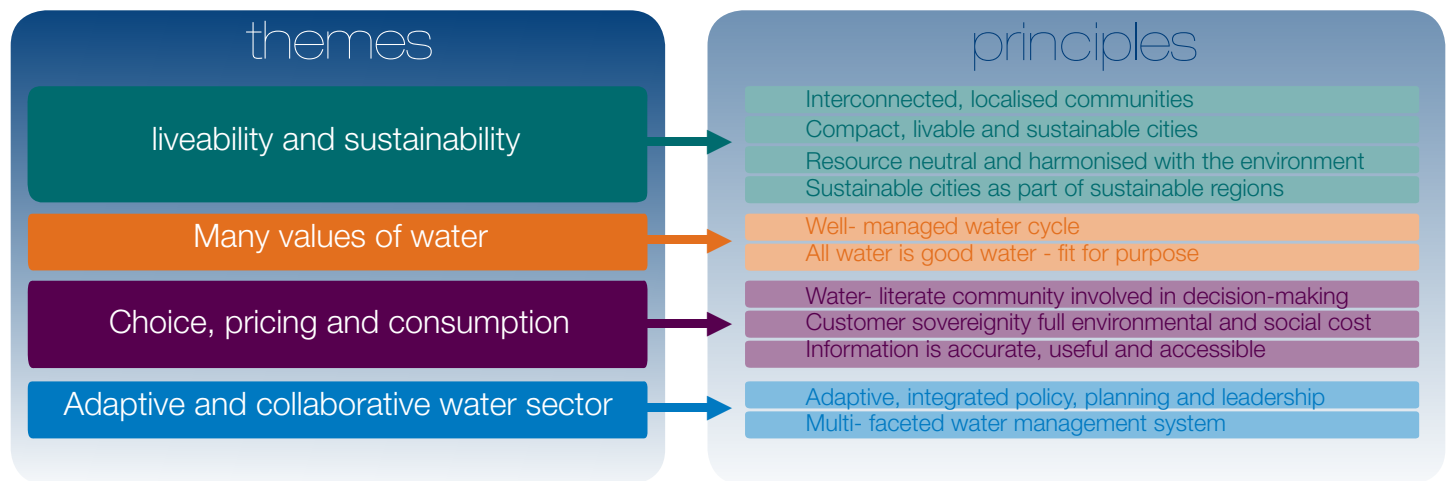 themes
liveability and sustainability
Many values of water
Choice, pricing and consumption
Adaptive and collaborative water sector
principles
Interconnected, localised communities
Compact, livable and sustainable cities
Resource neutral and harmonised with the environment
Sustainable cities as part of sustainable regions
Well- managed water cycle
All water is good water - fit for purpose
Water- literate community involved in decision-making
Customer sovereignity full environmental and social cost
Information is accurate, useful and accessible
Adaptive, integrated policy, planning and leadership
Multi- faceted water management system